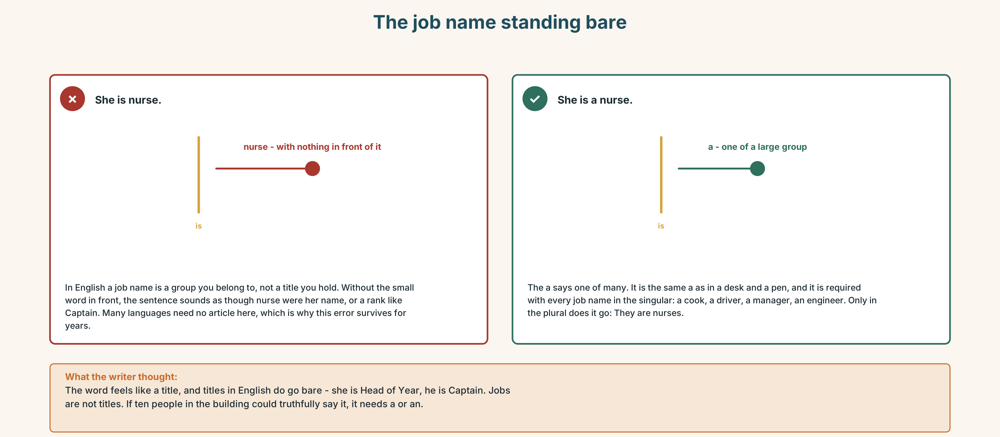 The job name standing bare
She is nurse.
nurse - with nothing in front of it
is
In English a job name is a group you belong to, not a title you hold. Without the small
word in front, the sentence sounds as though nurse were her name, or a rank like
Captain. Many languages need no article here, which is why this error survives for
years.
She is a nurse.
a - one of a large group
is
The a says one of many. It is the same a as in a desk and a pen, and it is required
with every job name in the singular: a cook, a driver, a manager, an engineer. Only in
the plural does it go: They are nurses.
What the writer thought:
The word feels like a title, and titles in English do go bare - she is Head of Year, he is Captain. Jobs
are not titles. If ten people in the building could truthfully say it, it needs a or an.